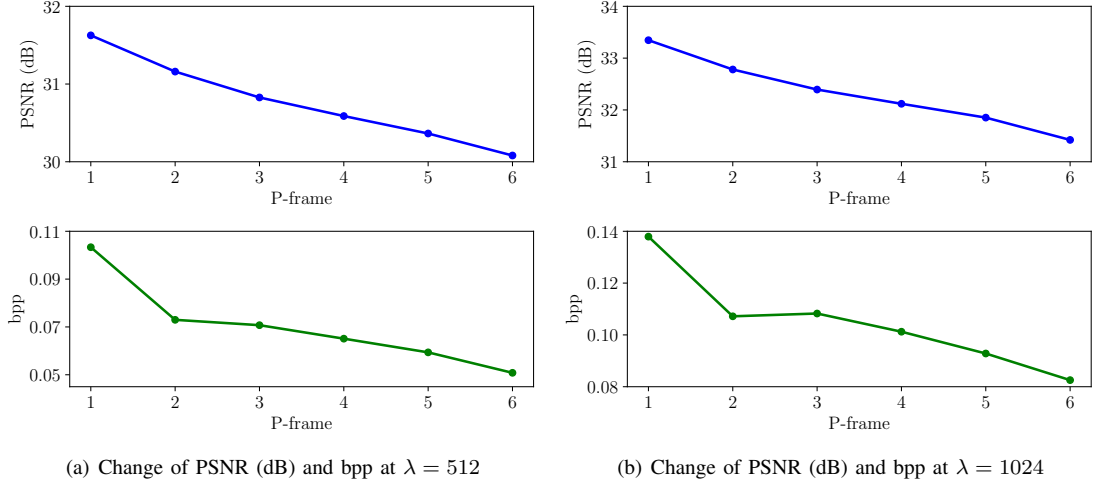 32
31
30
PSNR (dB)
1 2 3 4 5 6
P-frame
34
33
32
31
PSNR (dB)
1 2 3 4 5 6
P-frame
0.11
0.09
0.07
0.05
bpp
1 2 3 4 5 6
P-frame
0.14
0.12
0.10
0.08
bpp
1 2 3 4 5 6
P-frame
(a) Change of PSNR (dB) and bpp at λ = 512
(b) Change of PSNR (dB) and bpp at λ = 1024